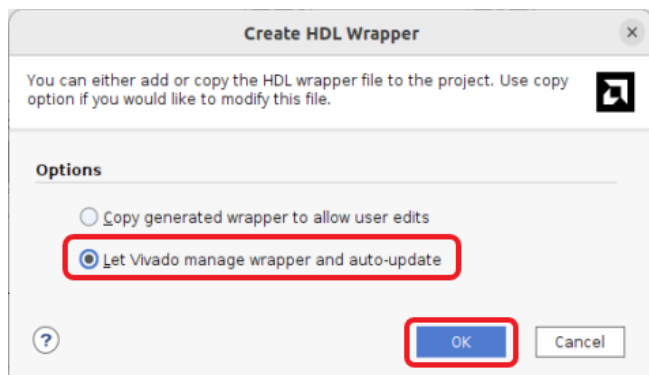 Create HDL Wrapper
You can either add or copy the HDL wrapper file to the project. Use copy
option if you would like to modify this file.
Options
Copy generated wrapper to allow user edits
Let Vivado manage wrapper and auto-update
?
OK
Cancel